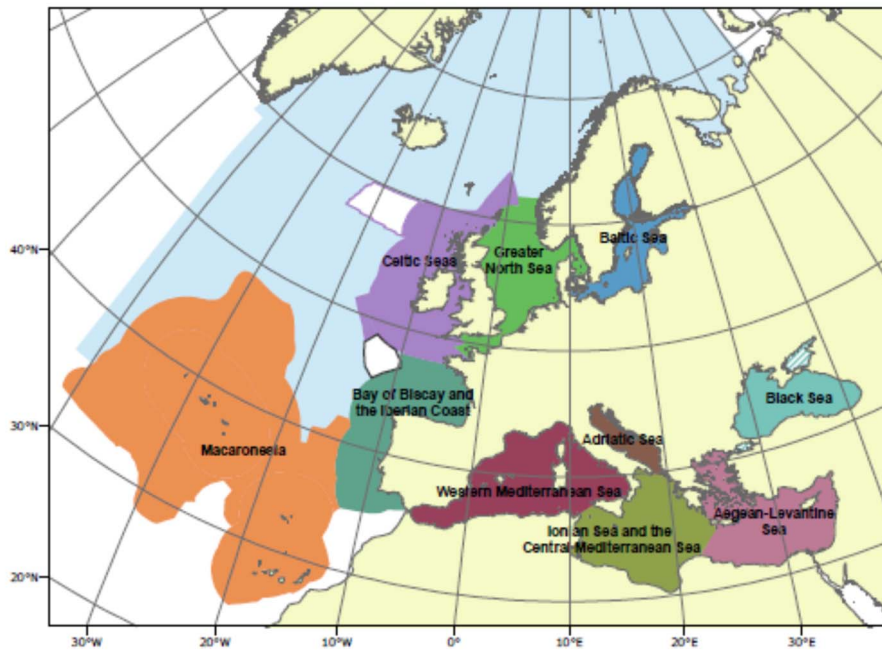 Celtic Seas
Greater
North Sea
Baltic Sea
40°N
Bay of Biscay and
the Iberian Coast
Black Sea
30°N
Macaronesia
Adriatic Sea
Western Mediterranean Sea
Aegean-Levantine
Sea
Ionian Sea and the
Central Mediterranean Sea
20°N
30°W
20°W
10°W
0°
10°E
20°E
30°E